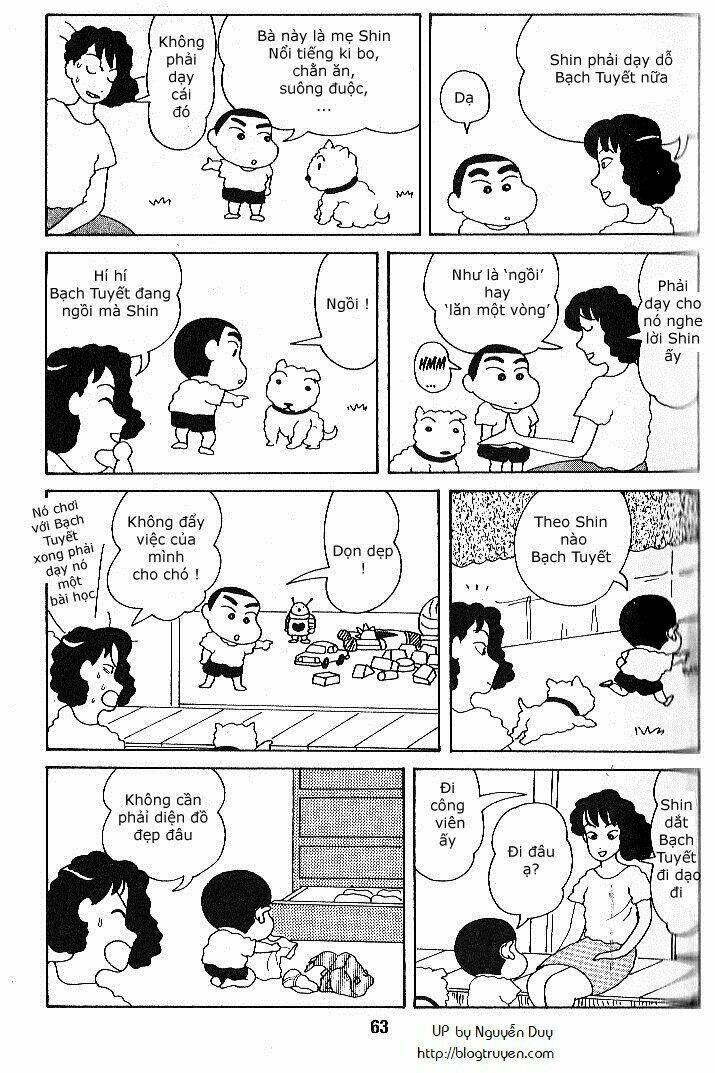 Shin phải dạy dỗ
Bạch Tuyết nữa
Dạ
Bà này là mẹ Shin
Nổi tiếng ki bo,
chằn ăn,
suông đuộc,
...
Không
phải
dạy
cái
đó
Phải
dạy cho
nó nghe
lời Shin
ấy
Như là ‘ngồi’
hay
‘lăn một vòng’
HMM
...
Ngồi !
Hí hí
Bạch Tuyết đang
ngồi mà Shin
Theo Shin
nào
Bạch Tuyết
Dọn dẹp
!
Không đẩy
việc của
mình
cho chó !
Nó chơi
với Bạch
Tuyết
xong phải
dạy nó
một
bài học
Shin
dắt
Bạch
Tuyết
đi dạo
đi
Đi đâu
ạ?
Đi
công
viên
ấy
Không cần
phải diện đồ
đẹp đâu
63
UP by Nguyễn Duy
http://blogtruyen.com